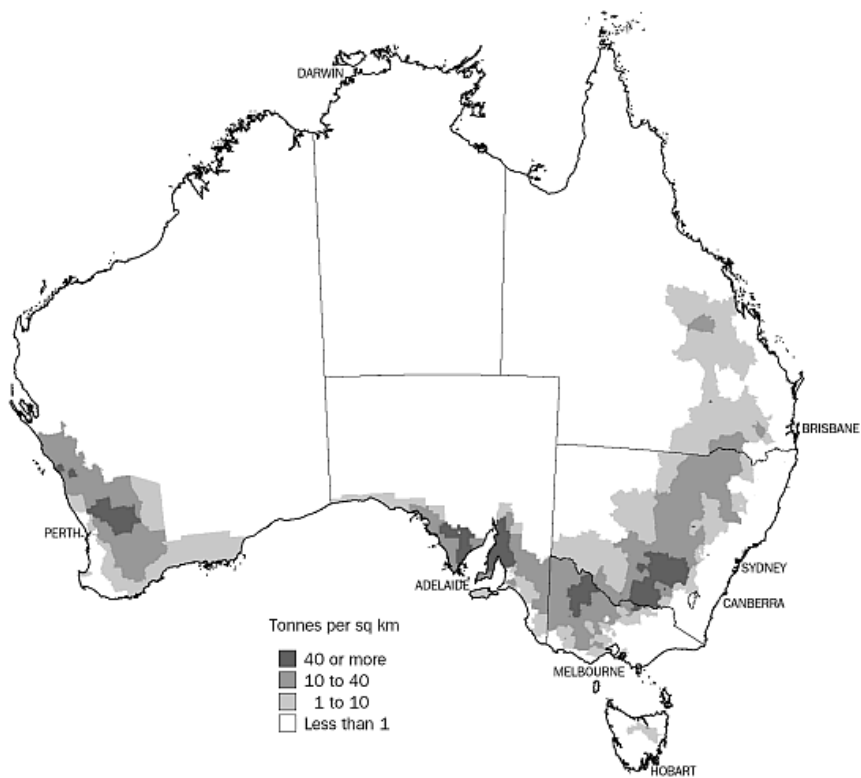 DARWIN
BRISBANE
PERTH
SYDNEY
ADELAIDE
CANBERRA
Tonnes per sq km
40 or more
10 to 40
1 to 10
Less than 1
MELBOURNE
HOBART